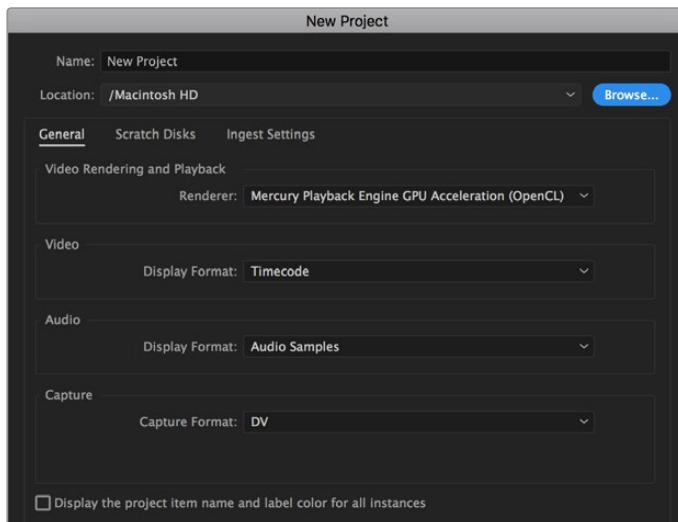 New Project
Name: New Project
Location: /Macintosh HD Browse...
General Scratch Disks Ingest Settings
Video Rendering and Playback
Renderer: Mercury Playback Engine GPU Acceleration (OpenCL)
Video
Display Format: Timecode
Audio
Display Format: Audio Samples
Capture
Capture Format: DV
Display the project item name and label color for all instances